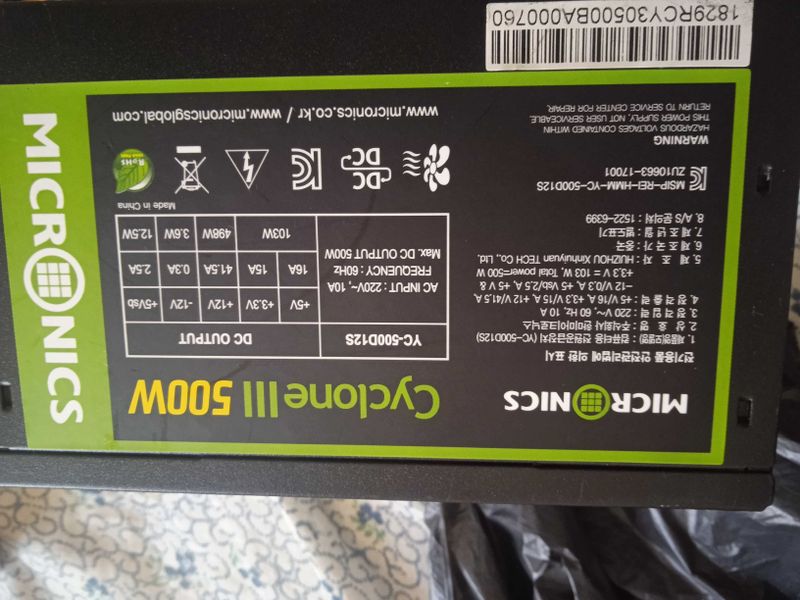 MICRONICS
MICRONICS
Cyclone III 500W
전기용품 안전관리법에 의한 표시
1. 제품명(모델명) : 컴퓨터용 전원공급장치 (YC-500D12S)
2. 상 호 명 : 주식회사 한미마이크로닉스
3. 정 격 입 력 : 220 V~, 60 Hz, 10 A
4. 정 격 출 력 : +5 V/16 A, +3.3 V/15 A, +12 V/41.5 A,
-12 V/0.3 A, +5 Vsb/2.5 A, +5 V &
+3.3 V = 103 W, Total power=500W
5. 제 조 자 : HUIZHOU Xinhuiyuan TECH Co., Ltd.
6. 제 조 국 가 : 중국
7. 제 조 년 월 : 별도표기
8. A/S 문의처 : 1522-6399
MSIP-REI-HMM-YC-500D12S
ZU10663-17001
WARNING
HAZARDOUS VOLTAGES CONTAINED WITHIN
THIS POWER SUPPLY, NOT USER SERVICEABLE.
RETURN TO SERVICE CENTER FOR REPAIR.
YC-500D12S DC OUTPUT
AC INPUT : 220V~, 10A
FREQUENCY : 60Hz
Max. DC OUTPUT 500W
+5V +3.3V +12V -12V +5Vsb
16A 15A 41.5A 0.3A 2.5A
103W 498W 3.6W 12.5W
Made in China
DC
DC
RoHS
www.micronics.co.kr / www.micronicsglobal.com
1829RCY30500BA000760